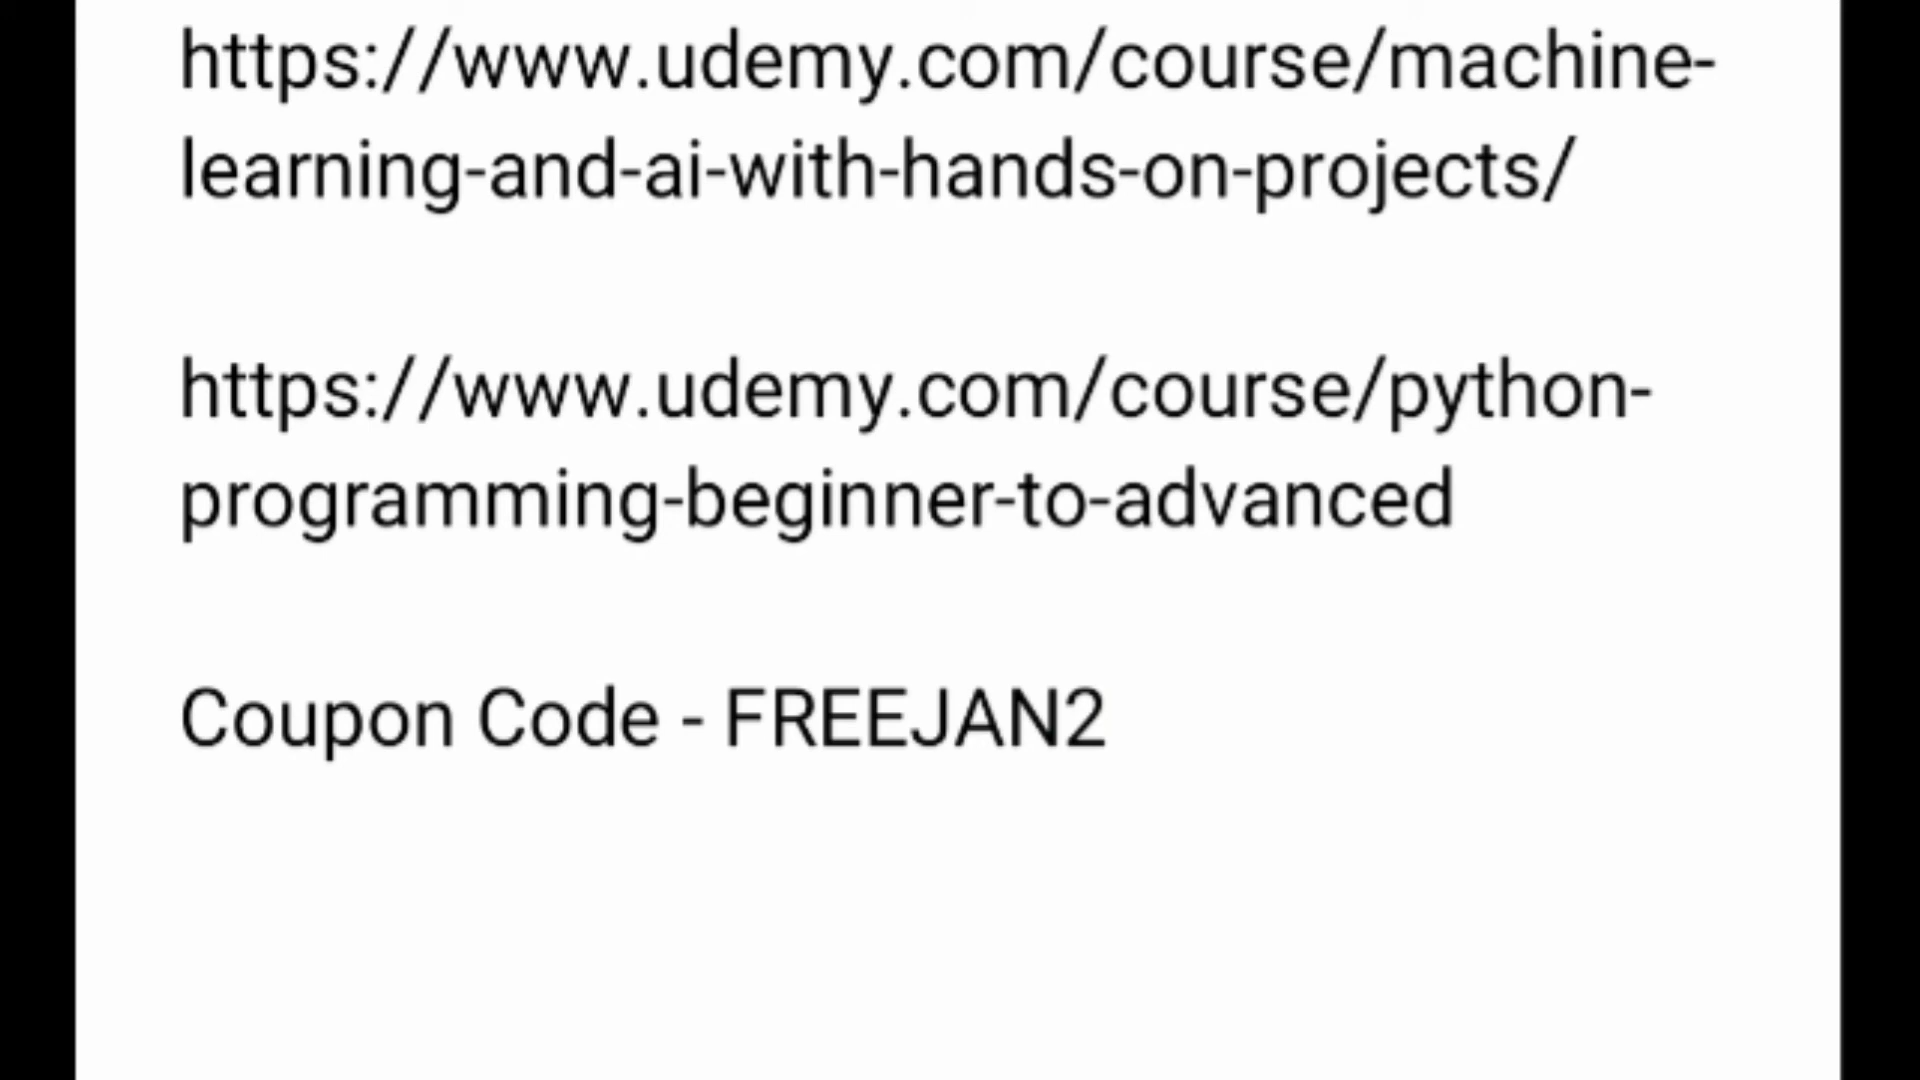 https://www.udemy.com/course/machine-
learning-and-ai-with-hands-on-projects/
https://www.udemy.com/course/python-
programming-beginner-to-advanced
Coupon Code - FREEJAN2